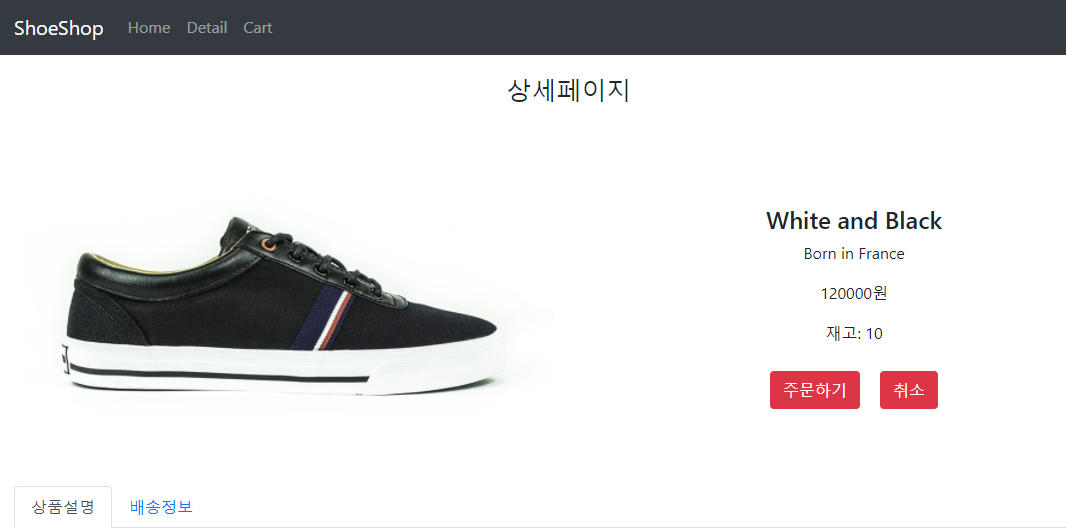 ShoeShop Home Detail Cart
상세페이지
White and Black
Born in France
120000원
재고: 10
주문하기 취소
상품설명 배송정보